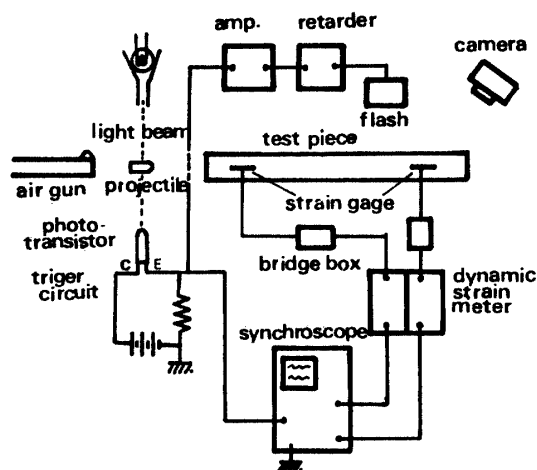 amp.
retarder
camera
flash
light beam
test piece
air gun
projectile
strain gage
photo-
transistor
bridge box
C E
triger
circuit
dynamic
strain
meter
synchroscope